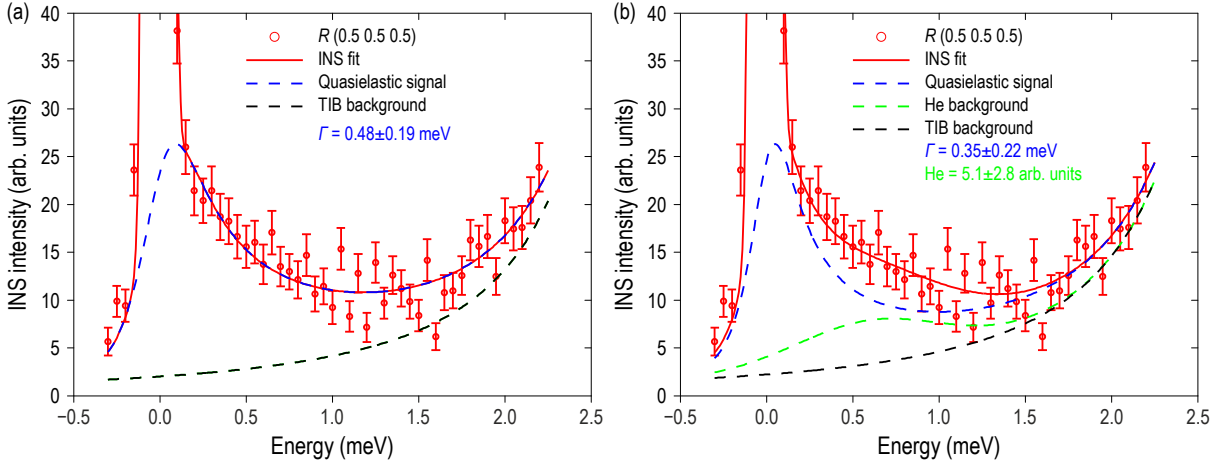 (a)
40
35
30
25
20
15
10
5
0
INS intensity (arb. units)
R (0.5 0.5 0.5)
INS fit
Quasielastic signal
TIB background
Γ = 0.48±0.19 meV
−0.5 0.0 0.5 1.0 1.5 2.0 2.5
Energy (meV)
(b)
40
35
30
25
20
15
10
5
0
INS intensity (arb. units)
R (0.5 0.5 0.5)
INS fit
Quasielastic signal
He background
TIB background
Γ = 0.35±0.22 meV
He = 5.1±2.8 arb. units
−0.5 0.0 0.5 1.0 1.5 2.0 2.5
Energy (meV)